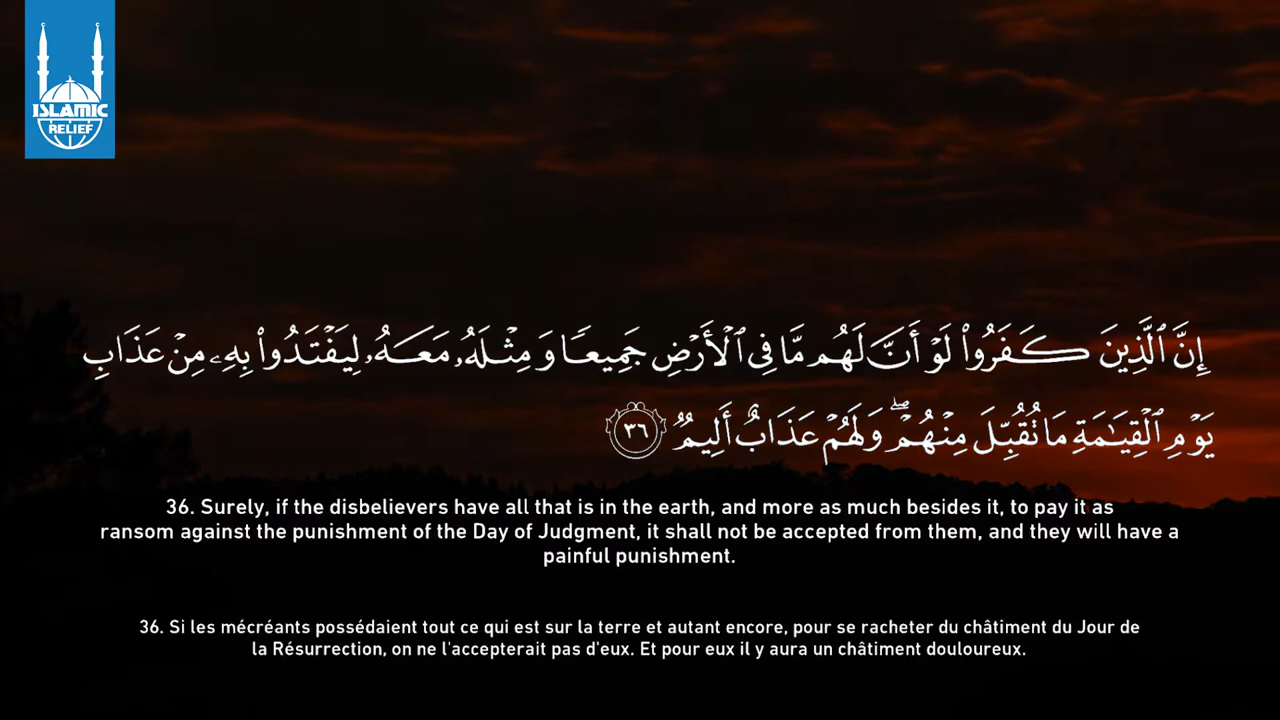 ISLAMIC
RELIEF
إِنَّ ٱلَّذِينَ كَفَرُوا۟ لَوْ أَنَّ لَهُم مَّا فِى ٱلْأَرْضِ جَمِيعًا وَمِثْلَهُۥ مَعَهُۥ لِيَفْتَدُوا۟ بِهِۦ مِنْ عَذَابِ
يَوْمِ ٱلْقِيَـٰمَةِ مَا تُقُبِّلَ مِنْهُمْ ۖ وَلَهُمْ عَذَابٌ أَلِيمٌ ٣٦
36. Surely, if the disbelievers have all that is in the earth, and more as much besides it, to pay it as
ransom against the punishment of the Day of Judgment, it shall not be accepted from them, and they will have a
painful punishment.
36. Si les mécréants possédaient tout ce qui est sur la terre et autant encore, pour se racheter du châtiment du Jour de
la Résurrection, on ne l'accepterait pas d'eux. Et pour eux il y aura un châtiment douloureux.